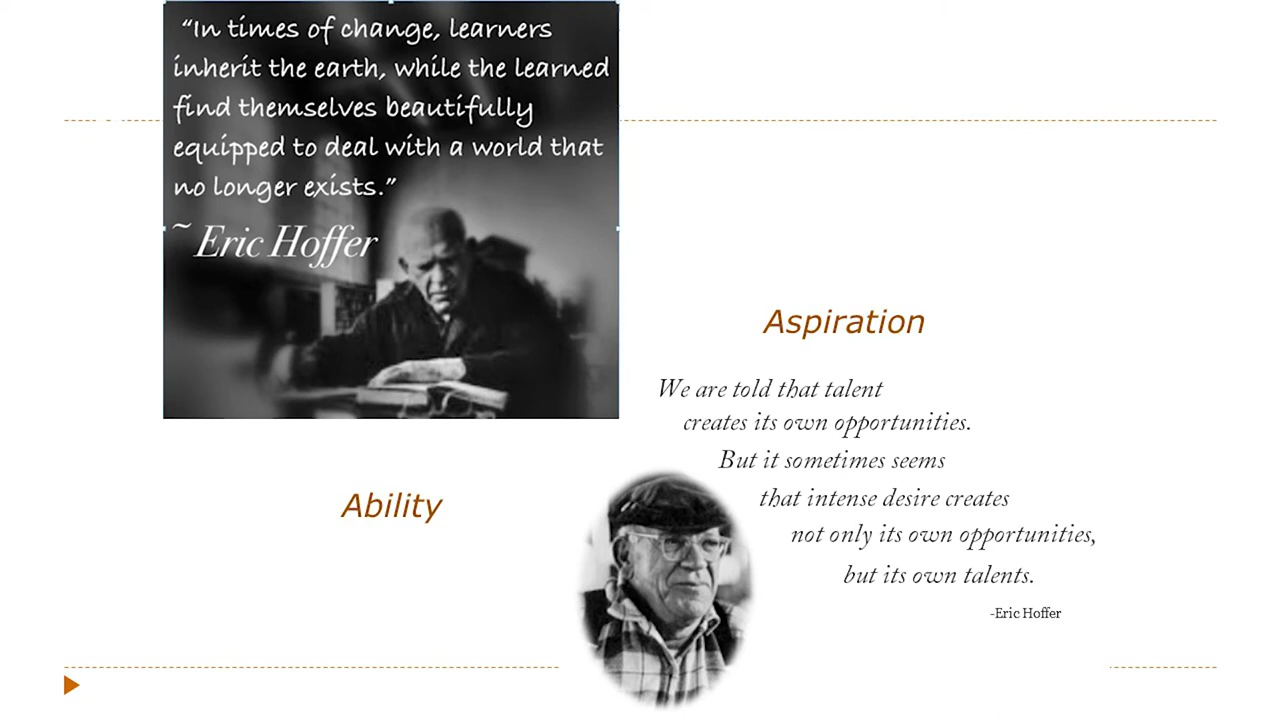 “In times of change, learners
inherit the earth, while the learned
find themselves beautifully
equipped to deal with a world that
no longer exists.”
~ Eric Hoffer
Ability
Aspiration
We are told that talent
creates its own opportunities.
But it sometimes seems
that intense desire creates
not only its own opportunities,
but its own talents.
-Eric Hoffer